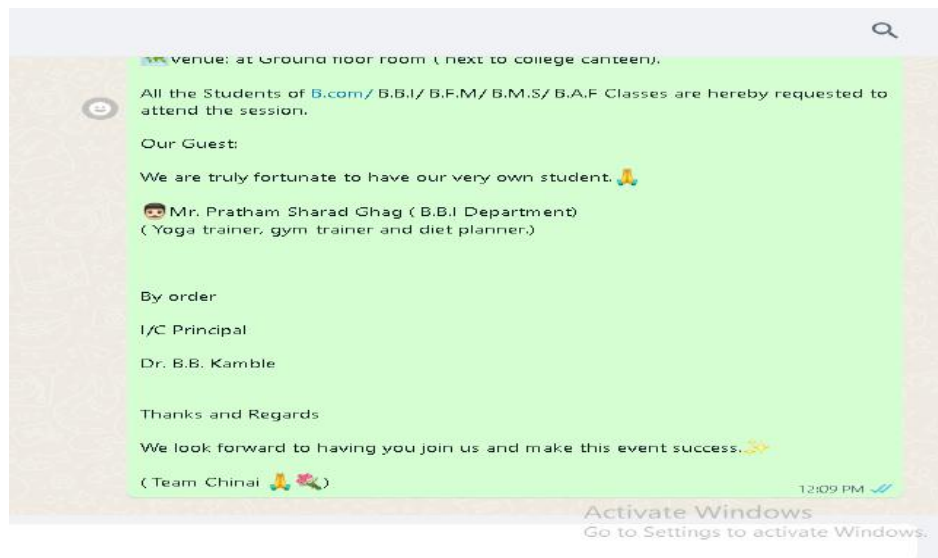 Venue: at Ground floor room ( next to college canteen).
All the Students of B.com/ B.B.I/ B.F.M/ B.M.S/ B.A.F Classes are hereby requested to
attend the session.
Our Guest:
We are truly fortunate to have our very own student.🙏
👨🏻Mr. Pratham Sharad Ghag ( B.B.I Department)
( Yoga trainer, gym trainer and diet planner.)
By order
I/C Principal
Dr. B.B. Kamble
Thanks and Regards
We look forward to having you join us and make this event success.✨
( Team Chinai 🙏💐)
12:09 PM
Activate Windows
Go to Settings to activate Windows.